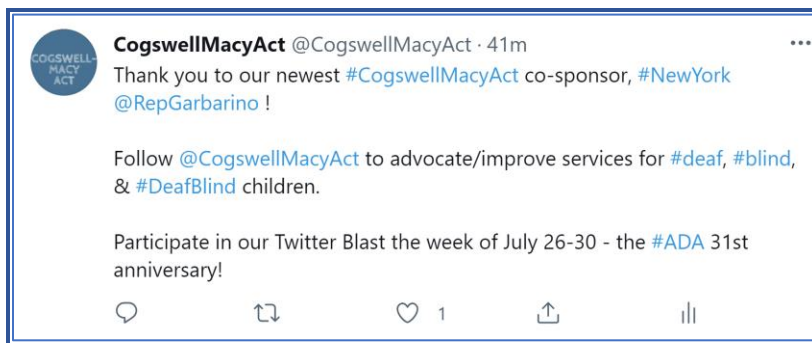 COGSWELL-
MACY
ACT
CogswellMacyAct @CogswellMacyAct · 41m
Thank you to our newest #CogswellMacyAct co-sponsor, #NewYork
@RepGarbarino !
Follow @CogswellMacyAct to advocate/improve services for #deaf, #blind,
& #DeafBlind children.
Participate in our Twitter Blast the week of July 26-30 - the #ADA 31st
anniversary!
1